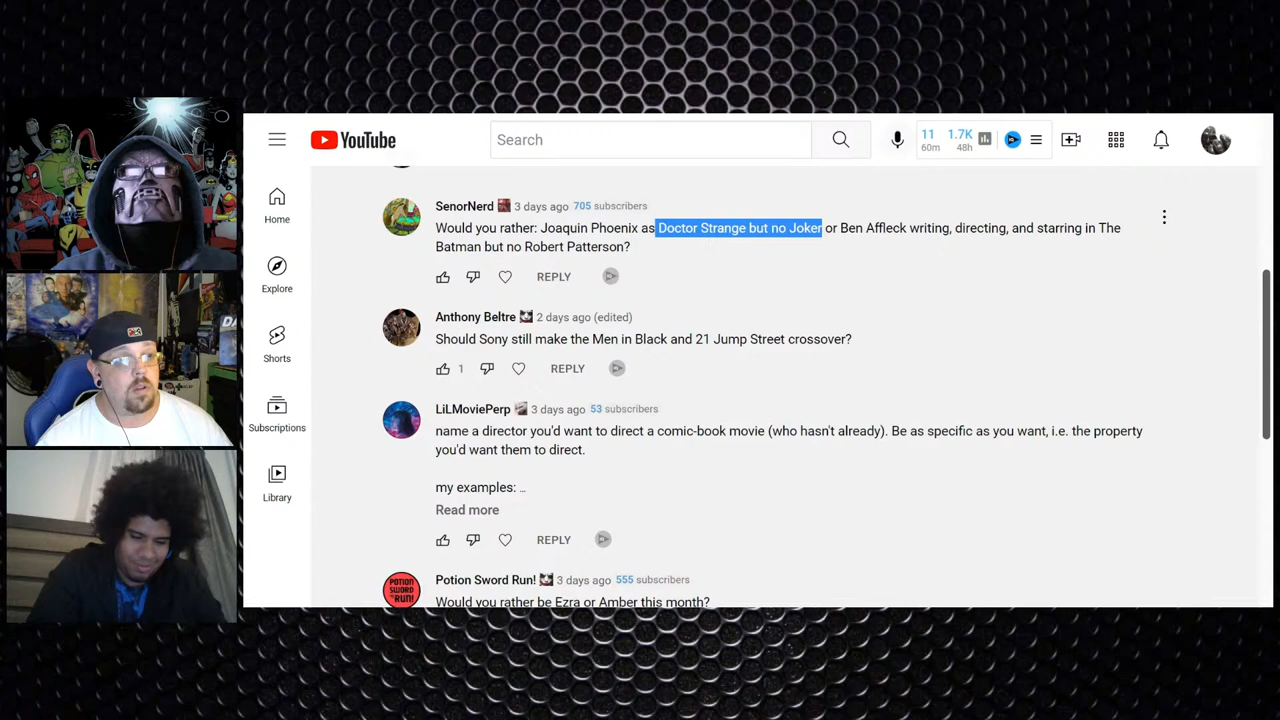 YouTube
Search
11
60m
1.7K
48h
Home
Explore
Shorts
Subscriptions
Library
SenorNerd 3 days ago 705 subscribers
Would you rather: Joaquin Phoenix as Doctor Strange but no Joker or Ben Affleck writing, directing, and starring in The
Batman but no Robert Patterson?
REPLY
Anthony Beltre 2 days ago (edited)
Should Sony still make the Men in Black and 21 Jump Street crossover?
1
REPLY
LiLMoviePerp 3 days ago 53 subscribers
name a director you'd want to direct a comic-book movie (who hasn't already). Be as specific as you want, i.e. the property
you'd want them to direct.
my examples: …
Read more
REPLY
POTION
SWORD
RUN!
Potion Sword Run! 3 days ago 555 subscribers
Would you rather be Ezra or Amber this month?